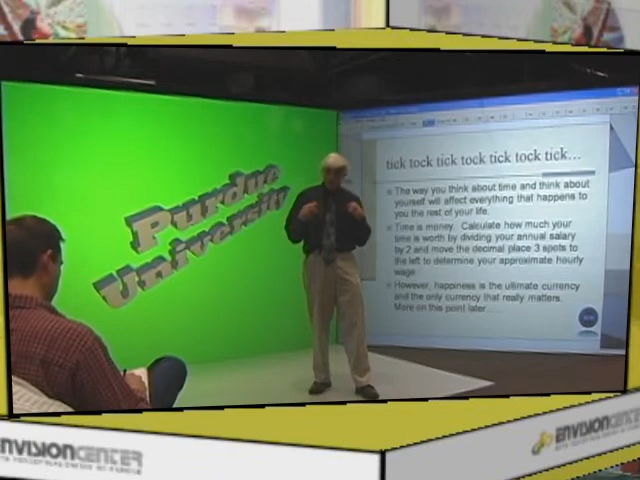 Purdue
University
tick tock tick tock tick tock tick...
The way you think about time and think about
yourself will affect everything that happens to
you the rest of your life.
Time is money. Calculate how much your
time is worth by dividing your annual salary
by 2 and move the decimal place 3 spots to
the left to determine your approximate hourly
wage.
However, happiness is the ultimate currency
and the only currency that really matters.
More on this point later
NVISIONCENTER
ENVISIONCENTER